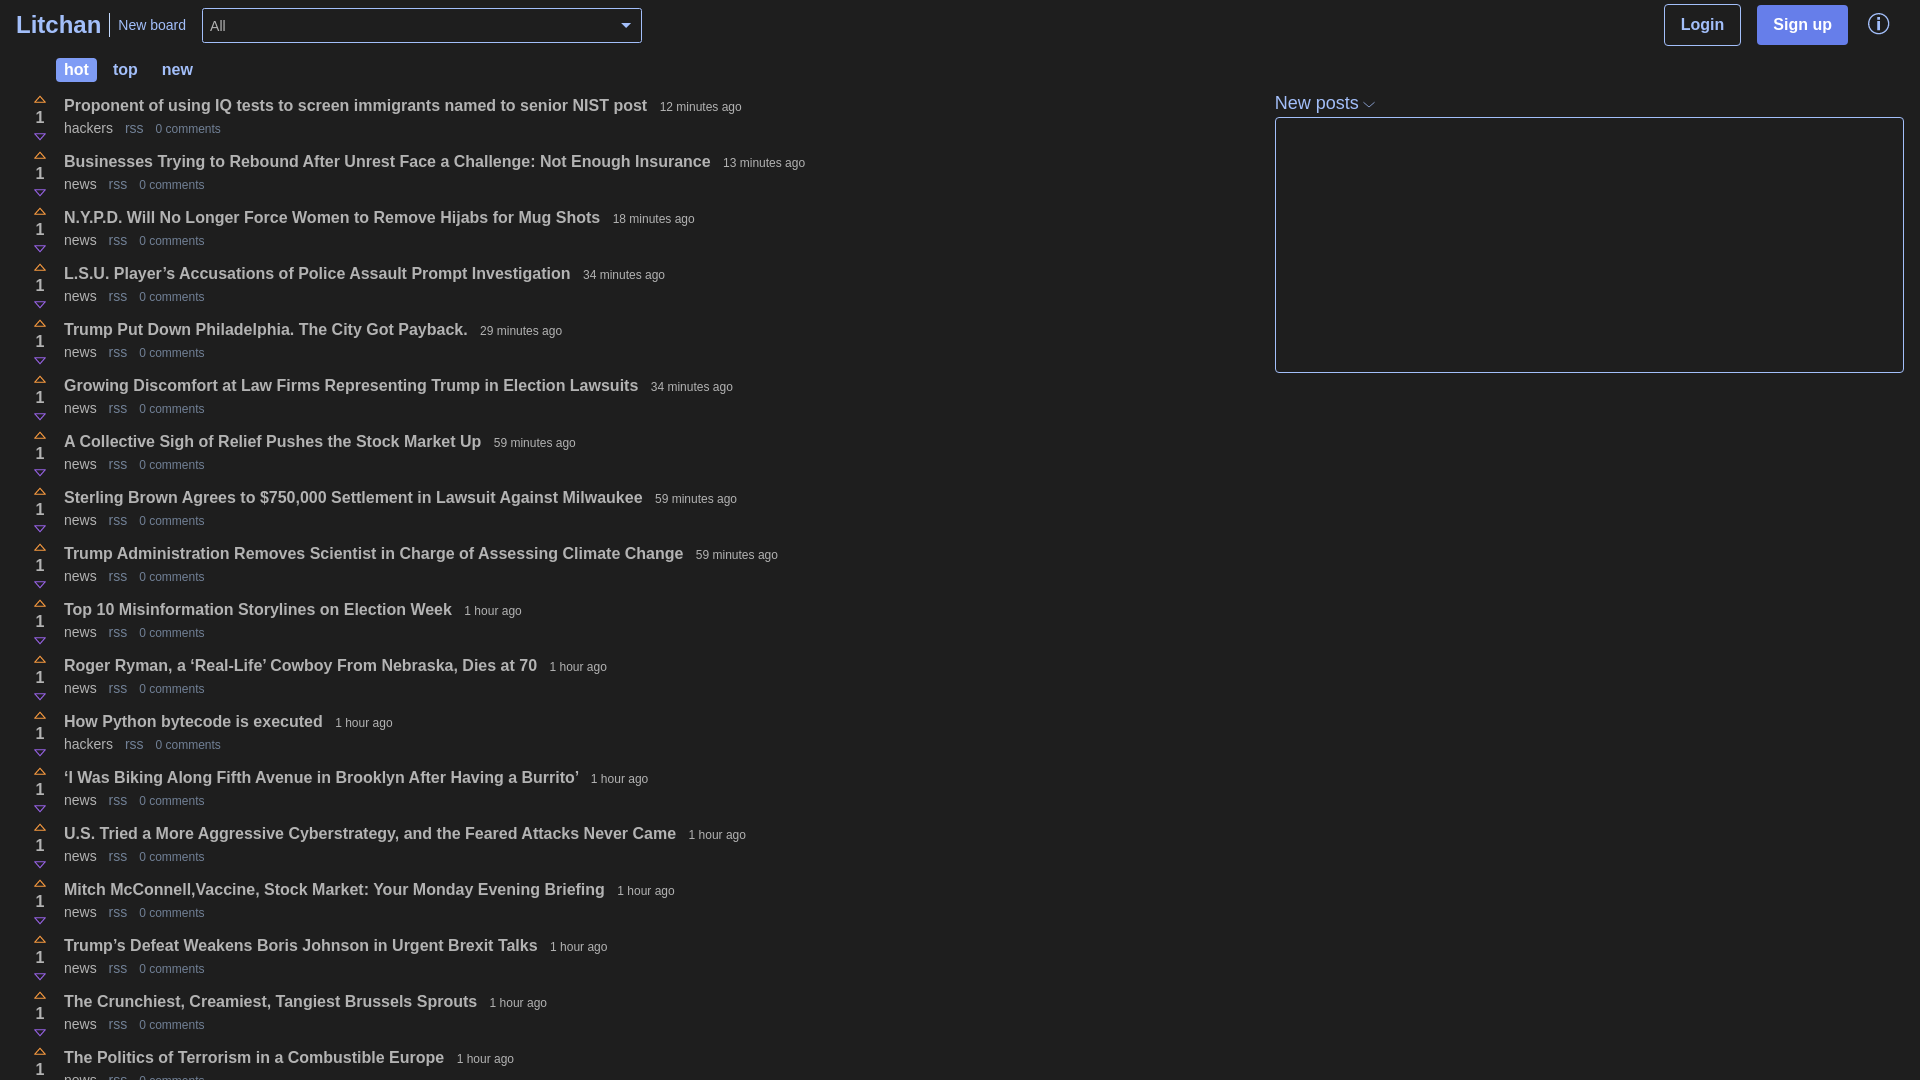 Litchan New board All Login Sign up
hot top new
1
Proponent of using IQ tests to screen immigrants named to senior NIST post 12 minutes ago
hackers rss 0 comments
1
Businesses Trying to Rebound After Unrest Face a Challenge: Not Enough Insurance 13 minutes ago
news rss 0 comments
1
N.Y.P.D. Will No Longer Force Women to Remove Hijabs for Mug Shots 18 minutes ago
news rss 0 comments
1
L.S.U. Player’s Accusations of Police Assault Prompt Investigation 34 minutes ago
news rss 0 comments
1
Trump Put Down Philadelphia. The City Got Payback. 29 minutes ago
news rss 0 comments
1
Growing Discomfort at Law Firms Representing Trump in Election Lawsuits 34 minutes ago
news rss 0 comments
1
A Collective Sigh of Relief Pushes the Stock Market Up 59 minutes ago
news rss 0 comments
1
Sterling Brown Agrees to $750,000 Settlement in Lawsuit Against Milwaukee 59 minutes ago
news rss 0 comments
1
Trump Administration Removes Scientist in Charge of Assessing Climate Change 59 minutes ago
news rss 0 comments
1
Top 10 Misinformation Storylines on Election Week 1 hour ago
news rss 0 comments
1
Roger Ryman, a ‘Real-Life’ Cowboy From Nebraska, Dies at 70 1 hour ago
news rss 0 comments
1
How Python bytecode is executed 1 hour ago
hackers rss 0 comments
1
‘I Was Biking Along Fifth Avenue in Brooklyn After Having a Burrito’ 1 hour ago
news rss 0 comments
1
U.S. Tried a More Aggressive Cyberstrategy, and the Feared Attacks Never Came 1 hour ago
news rss 0 comments
1
Mitch McConnell,Vaccine, Stock Market: Your Monday Evening Briefing 1 hour ago
news rss 0 comments
1
Trump’s Defeat Weakens Boris Johnson in Urgent Brexit Talks 1 hour ago
news rss 0 comments
1
The Crunchiest, Creamiest, Tangiest Brussels Sprouts 1 hour ago
news rss 0 comments
1
The Politics of Terrorism in a Combustible Europe 1 hour ago
news rss 0 comments
New posts